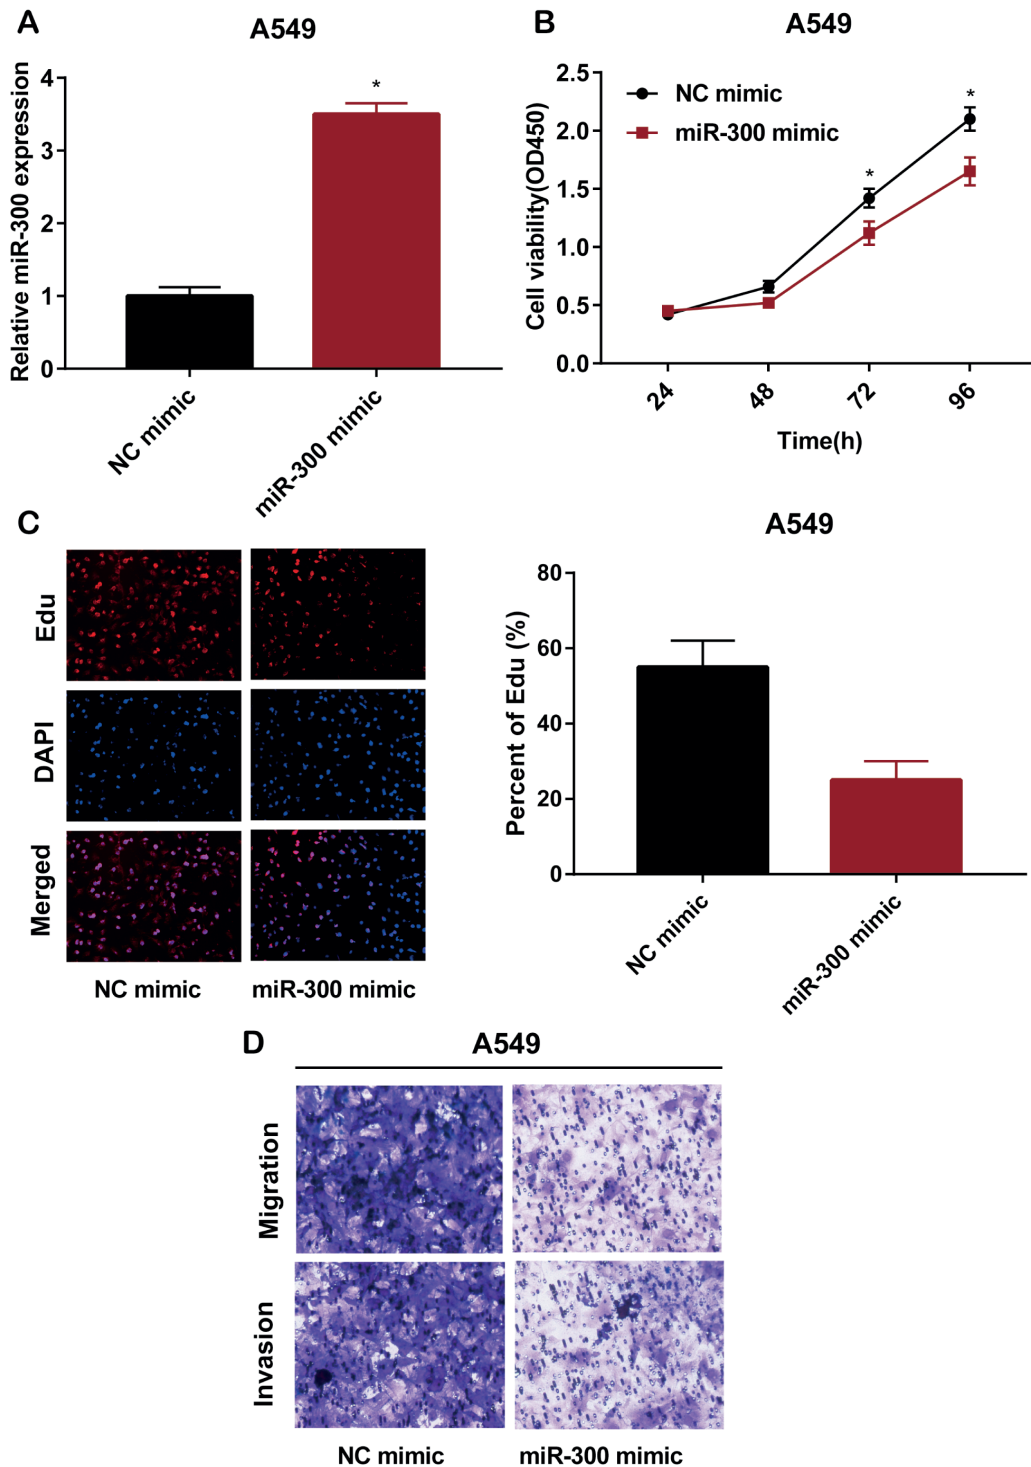 A
A549
Relative miR-300 expression
4
3
2
1
0
*
NC mimic
miR-300 mimic
B
A549
Cell viability(OD450)
2.5
2.0
1.5
1.0
0.5
0.0
NC mimic
miR-300 mimic
*
*
24
48
72
96
Time(h)
C
Edu
DAPI
Merged
NC mimic
miR-300 mimic
A549
Percent of Edu (%)
80
60
40
20
0
NC mimic
miR-300 mimic
D
A549
Migration
Invasion
NC mimic
miR-300 mimic